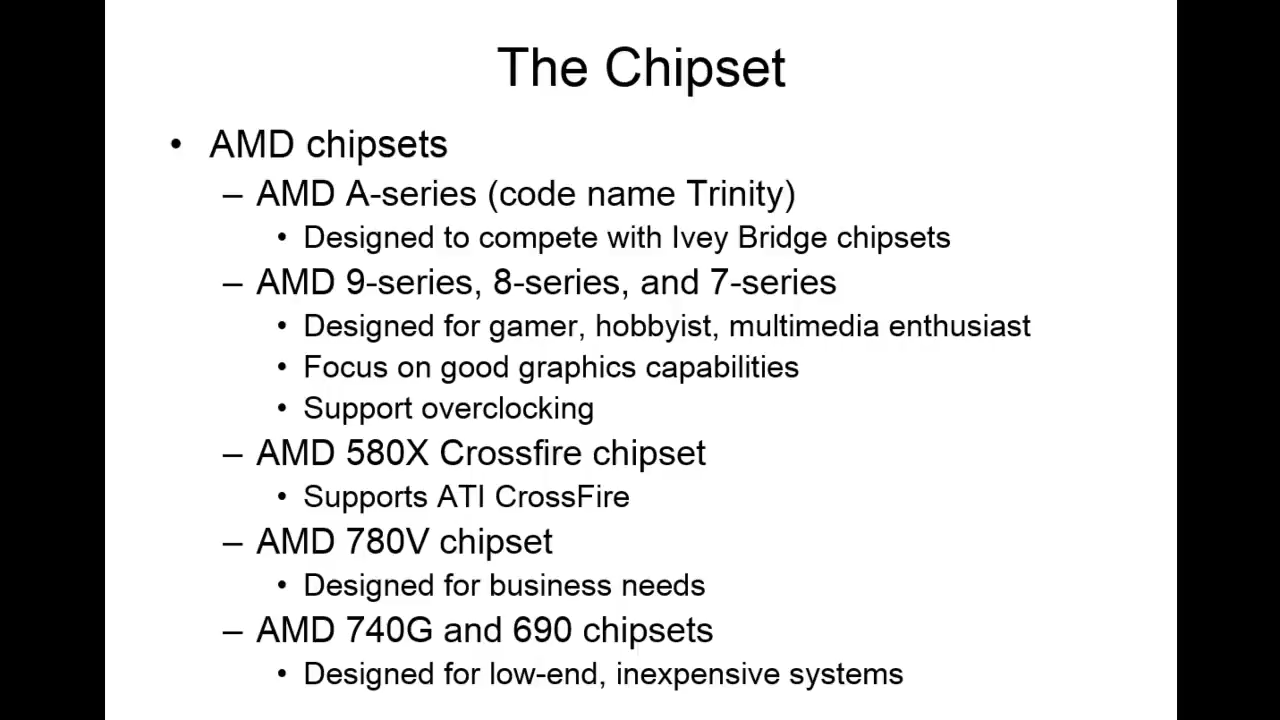 The Chipset
• AMD chipsets
– AMD A-series (code name Trinity)
• Designed to compete with Ivey Bridge chipsets
– AMD 9-series, 8-series, and 7-series
• Designed for gamer, hobbyist, multimedia enthusiast
• Focus on good graphics capabilities
• Support overclocking
– AMD 580X Crossfire chipset
• Supports ATI CrossFire
– AMD 780V chipset
• Designed for business needs
– AMD 740G and 690 chipsets
• Designed for low-end, inexpensive systems